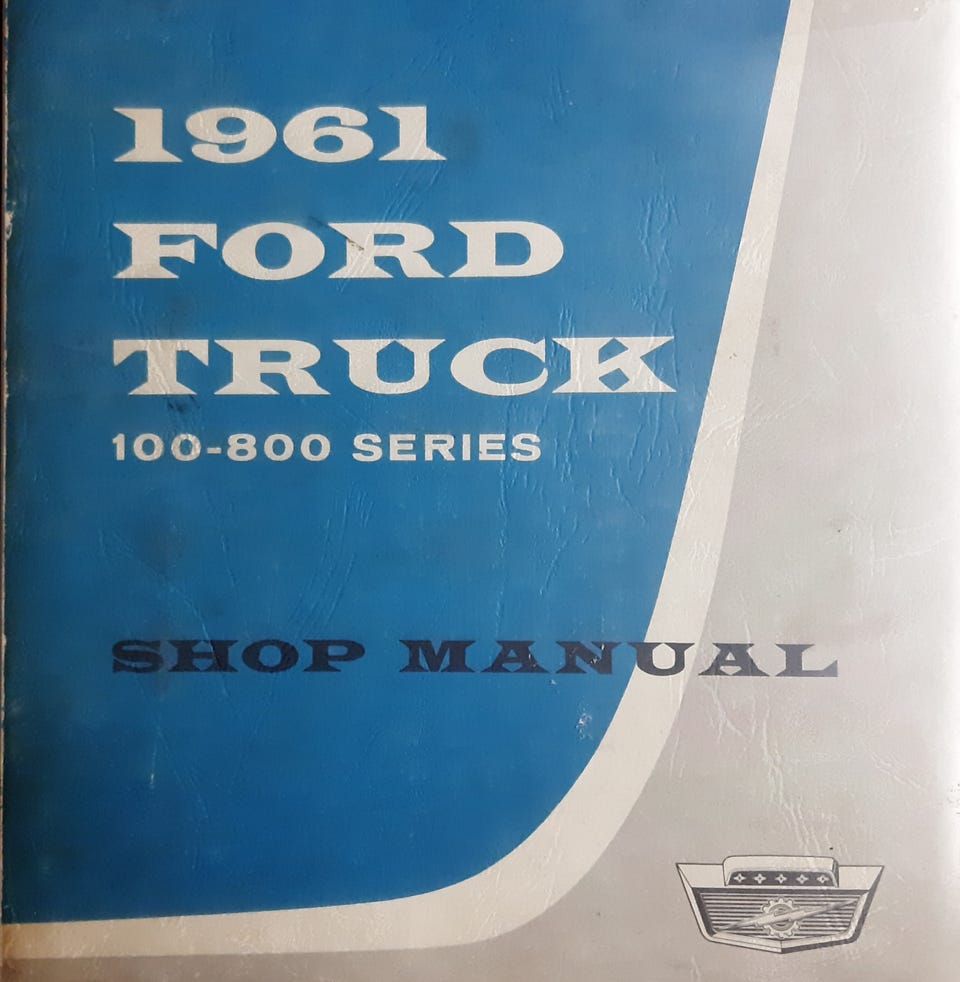 1961
FORD
TRUCK
100-800 SERIES
SHOP MANUAL